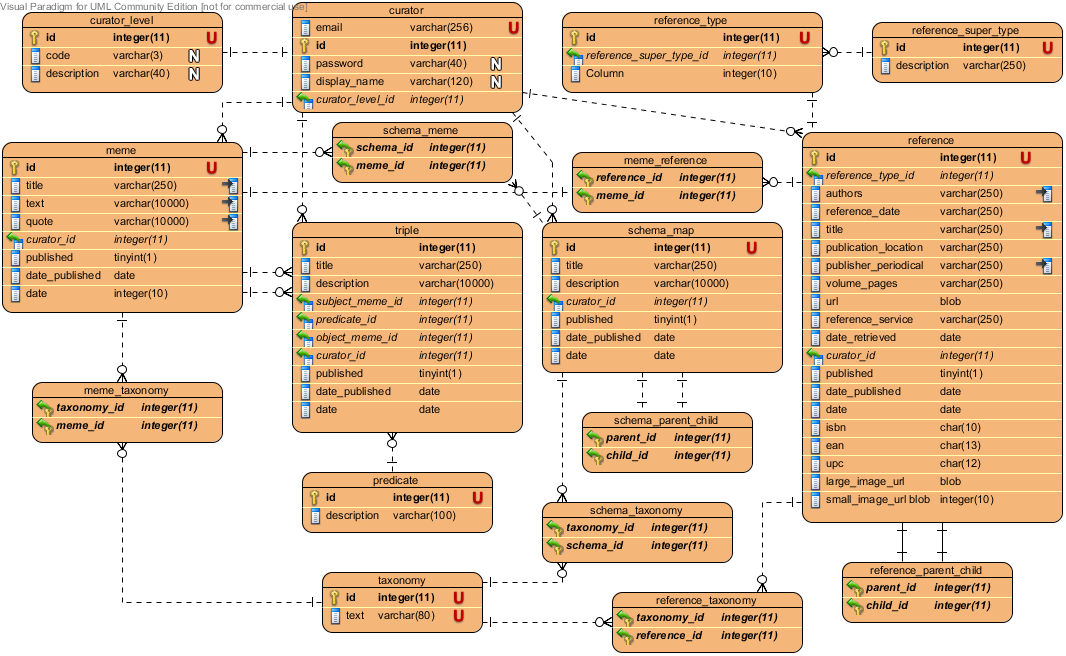 Visual Paradigm for UML Community Edition [not for commercial use]
curator_level
id integer(11) U
code varchar(3) N
description varchar(40) N
curator
email varchar(256) U
id integer(11)
password varchar(40) N
display_name varchar(120) N
curator_level_id integer(11)
reference_type
id integer(11) U
reference_super_type_id integer(11)
Column integer(10)
reference_super_type
id integer(11) U
description varchar(250)
meme
id integer(11) U
title varchar(250)
text varchar(10000)
quote varchar(10000)
curator_id integer(11)
published tinyint(1)
date_published date
date integer(10)
schema_meme
schema_id integer(11)
meme_id integer(11)
meme_reference
reference_id integer(11)
meme_id integer(11)
reference
id integer(11) U
reference_type_id integer(11)
authors varchar(250)
reference_date varchar(250)
title varchar(250)
publication_location varchar(250)
publisher_periodical varchar(250)
volume_pages varchar(250)
url blob
reference_service varchar(250)
date_retrieved date
curator_id integer(11)
published tinyint(1)
date_published date
date date
isbn char(10)
ean char(13)
upc char(12)
large_image_url blob
small_image_url blob integer(10)
triple
id integer(11)
title varchar(250)
description varchar(10000)
subject_meme_id integer(11)
predicate_id integer(11)
object_meme_id integer(11)
curator_id integer(11)
published tinyint(1)
date_published date
date date
schema_map
id integer(11) U
title varchar(250)
description varchar(10000)
curator_id integer(11)
published tinyint(1)
date_published date
date date
meme_taxonomy
taxonomy_id integer(11)
meme_id integer(11)
schema_parent_child
parent_id integer(11)
child_id integer(11)
predicate
id integer(11) U
description varchar(100)
schema_taxonomy
taxonomy_id integer(11)
schema_id integer(11)
taxonomy
id integer(11) U
text varchar(80) U
reference_taxonomy
taxonomy_id integer(11)
reference_id integer(11)
reference_parent_child
parent_id integer(11)
child_id integer(11)